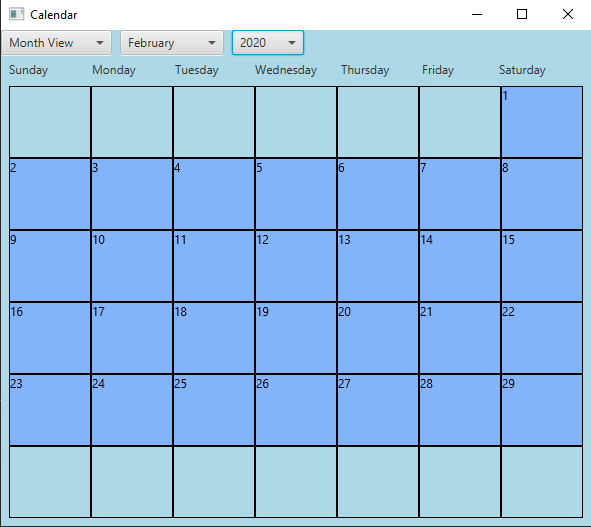 Calendar
Month View February 2020
Sunday Monday Tuesday Wednesday Thursday Friday Saturday
1
2 3 4 5 6 7 8
9 10 11 12 13 14 15
16 17 18 19 20 21 22
23 24 25 26 27 28 29